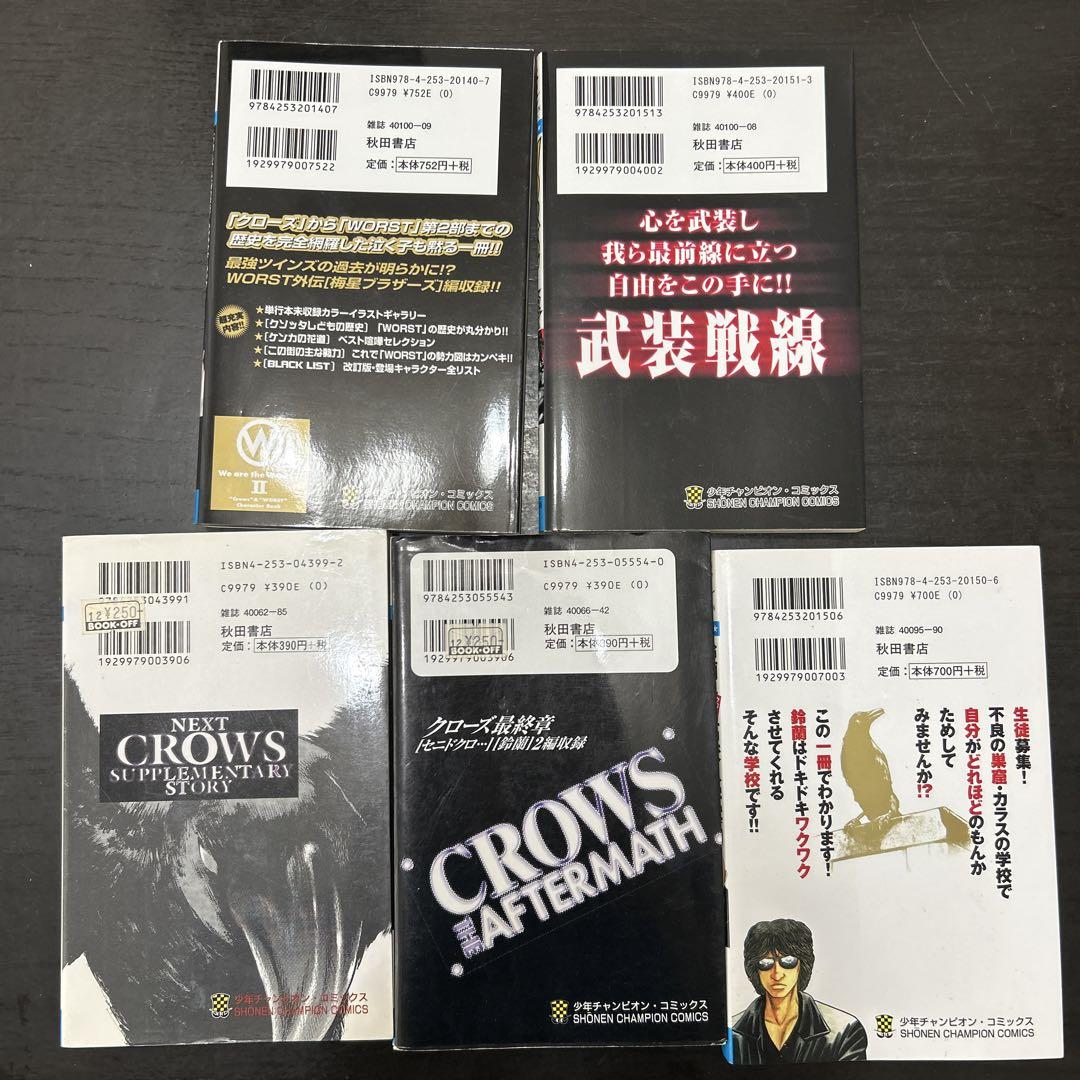 ISBN978-4-253-20140-7
C9979 ¥752E (0)
9784253201407
雑誌 40100-09
秋田書店
定価：本体752円+税
1929979007522
「クローズ」から「WORST」第2部までの
歴史を完全網羅した泣く子も黙る一冊!!
最強ツインズの過去が明らかに!?
WORST外伝[梅星ブラザーズ]編収録!!
超充実
内容!!
★単行本未収録カラーイラストギャラリー
★[クソッタレどもの歴史]「WORST」の歴史が丸分かり!!
★[ケンカの花道] ベスト喧嘩セレクション
★[この街の主な勢力] これで「WORST」の勢力図はカンペキ!!
★[BLACK LIST] 改訂版・登場キャラクター全リスト
W
We are the
II
"Crows" & "WORST"
Character Book
少年チャンピオン・コミックス
SHŌNEN CHAMPION COMICS
ISBN978-4-253-20151-3
C9979 ¥400E (0)
9784253201513
雑誌 40100-08
秋田書店
定価：本体400円+税
1929979004002
心を武装し
我ら最前線に立つ
自由をこの手に!!
武装戦線
少年チャンピオン・コミックス
SHŌNEN CHAMPION COMICS
ISBN4-253-04399-2
C9979 ¥390E (0)
043991
12 ¥250-
BOOK・OFF
雑誌 40062-85
秋田書店
定価：本体390円+税
1929979003906
NEXT
CROWS
SUPPLEMENTARY
STORY
少年チャンピオン・コミックス
SHŌNEN CHAMPION COMICS
ISBN4-253-05554-0
C9979 ¥390E (0)
9784253055543
雑誌 40066-42
12 ¥250-
BOOK・OFF
秋田書店
定価：本体390円+税
1929979003906
クローズ最終章
[セニドクロ…][鈴蘭]2編収録
CROWS
THE AFTERMATH
少年チャンピオン・コミックス
SHŌNEN CHAMPION COMICS
ISBN978-4-253-20150-6
C9979 ¥700E (0)
9784253201506
雑誌 40095-90
秋田書店
定価：本体700円+税
1929979007003
生徒募集！
不良の巣窟・カラスの学校で
自分がどれほどのもんか
ためして
みませんか!?
この一冊でわかります！
鈴蘭はドキドキワクワク
させてくれる
そんな学校です!!
少年チャンピオン・コミックス
SHŌNEN CHAMPION COMICS